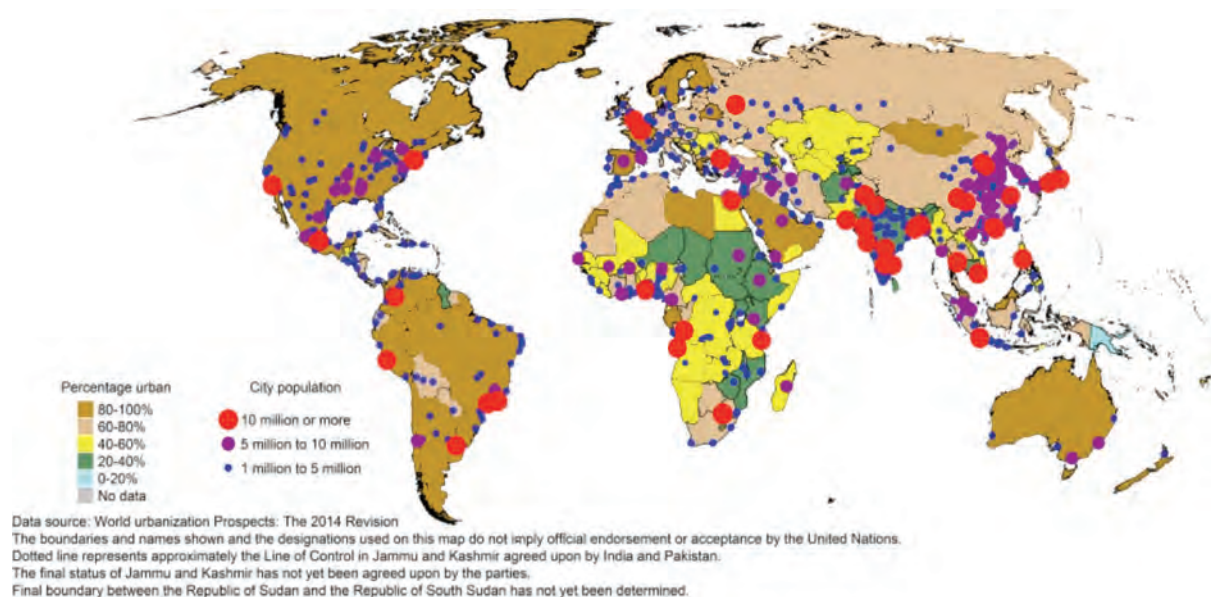 Percentage urban
80-100%
60-80%
40-60%
20-40%
0-20%
No data
City population
10 million or more
5 million to 10 million
1 million to 5 million
Data source: World urbanization Prospects: The 2014 Revision
The boundaries and names shown and the designations used on this map do not imply official endorsement or acceptance by the United Nations.
Dotted line represents approximately the Line of Control in Jammu and Kashmir agreed upon by India and Pakistan.
The final status of Jammu and Kashmir has not yet been agreed upon by the parties.
Final boundary between the Republic of Sudan and the Republic of South Sudan has not yet been determined.